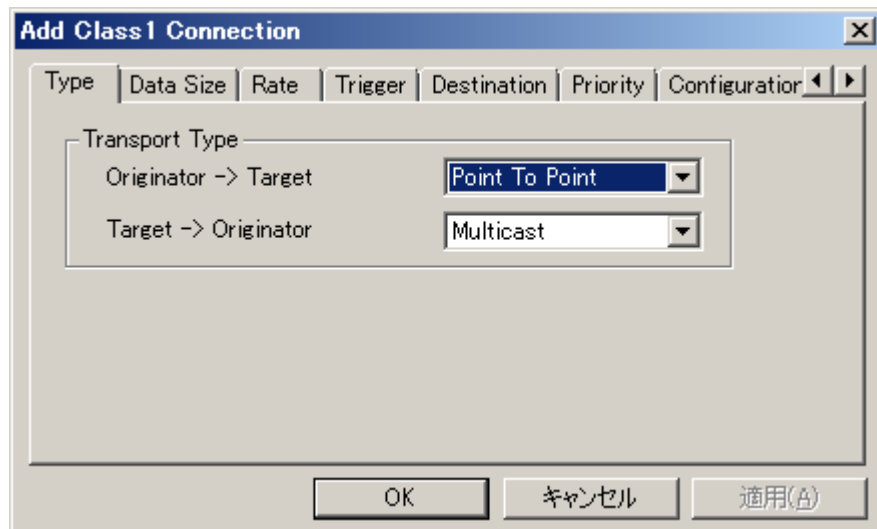 Add Class1 Connection
Type Data Size Rate Trigger Destination Priority Configuration
Transport Type
Originator -> Target Point To Point
Target -> Originator Multicast
OK キャンセル 適用(A)